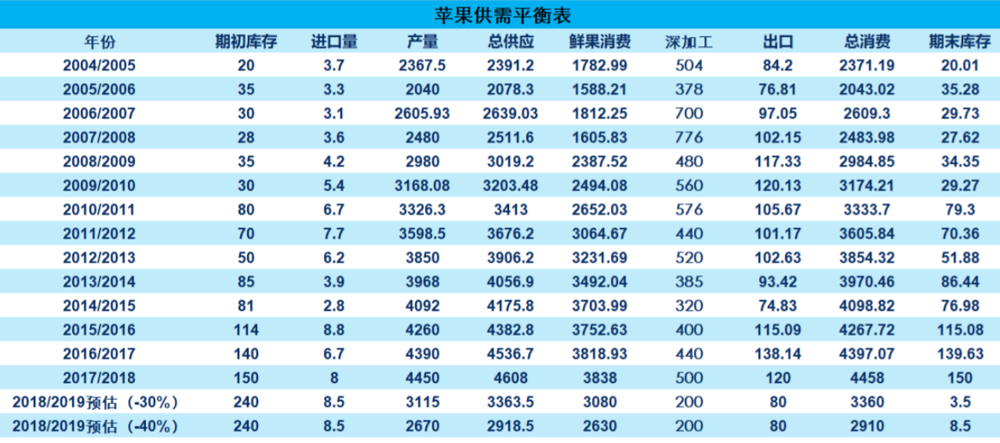 苹果供需平衡表
年份 期初库存 进口量 产量 总供应 鲜果消费 深加工 出口 总消费 期末库存
2004/2005 20 3.7 2367.5 2391.2 1782.99 504 84.2 2371.19 20.01
2005/2006 35 3.3 2040 2078.3 1588.21 378 76.81 2043.02 35.28
2006/2007 30 3.1 2605.93 2639.03 1812.25 700 97.05 2609.3 29.73
2007/2008 28 3.6 2480 2511.6 1605.83 776 102.15 2483.98 27.62
2008/2009 35 4.2 2980 3019.2 2387.52 480 117.33 2984.85 34.35
2009/2010 30 5.4 3168.08 3203.48 2494.08 560 120.13 3174.21 29.27
2010/2011 80 6.7 3326.3 3413 2652.03 576 105.67 3333.7 79.3
2011/2012 70 7.7 3598.5 3676.2 3064.67 440 101.17 3605.84 70.36
2012/2013 50 6.2 3850 3906.2 3231.69 520 102.63 3854.32 51.88
2013/2014 85 3.9 3968 4056.9 3492.04 385 93.42 3970.46 86.44
2014/2015 81 2.8 4092 4175.8 3703.99 320 74.83 4098.82 76.98
2015/2016 114 8.8 4260 4382.8 3752.63 400 115.09 4267.72 115.08
2016/2017 140 6.7 4390 4536.7 3818.93 440 138.14 4397.07 139.63
2017/2018 150 8 4450 4608 3838 500 120 4458 150
2018/2019预估（-30%） 240 8.5 3115 3363.5 3080 200 80 3360 3.5
2018/2019预估（-40%） 240 8.5 2670 2918.5 2630 200 80 2910 8.5